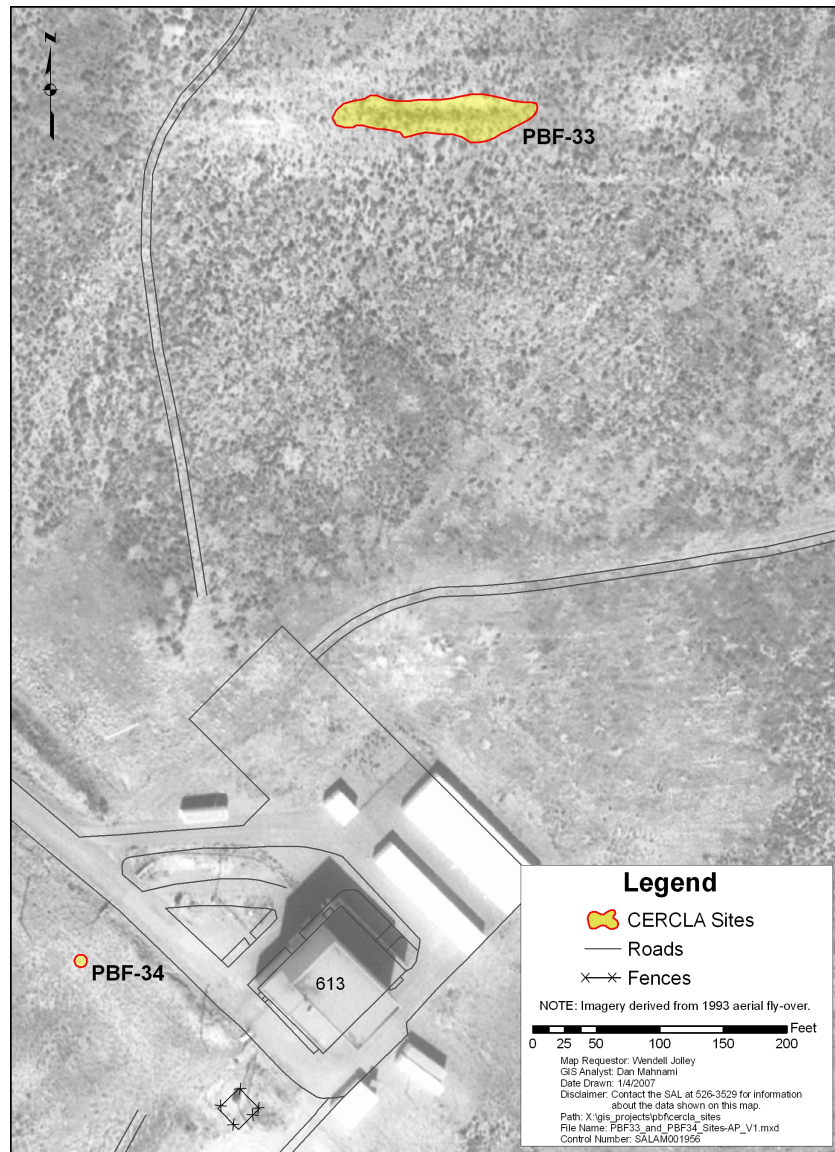 Z
PBF-33
PBF-34
613
Legend
CERCLA Sites
Roads
Fences
NOTE: Imagery derived from 1993 aerial fly-over.
Feet
0 25 50 100 150 200
Map Requestor: Wendell Jolley
GIS Analyst: Dan Mahnami
Date Drawn: 1/4/2007
Disclaimer: Contact the SAL at 526-3529 for information
about the data shown on this map.
Path: X:\gis_projects\pbf\cercla_sites
File Name: PBF33_and_PBF34_Sites-AP_V1.mxd
Control Number: SALAM001956